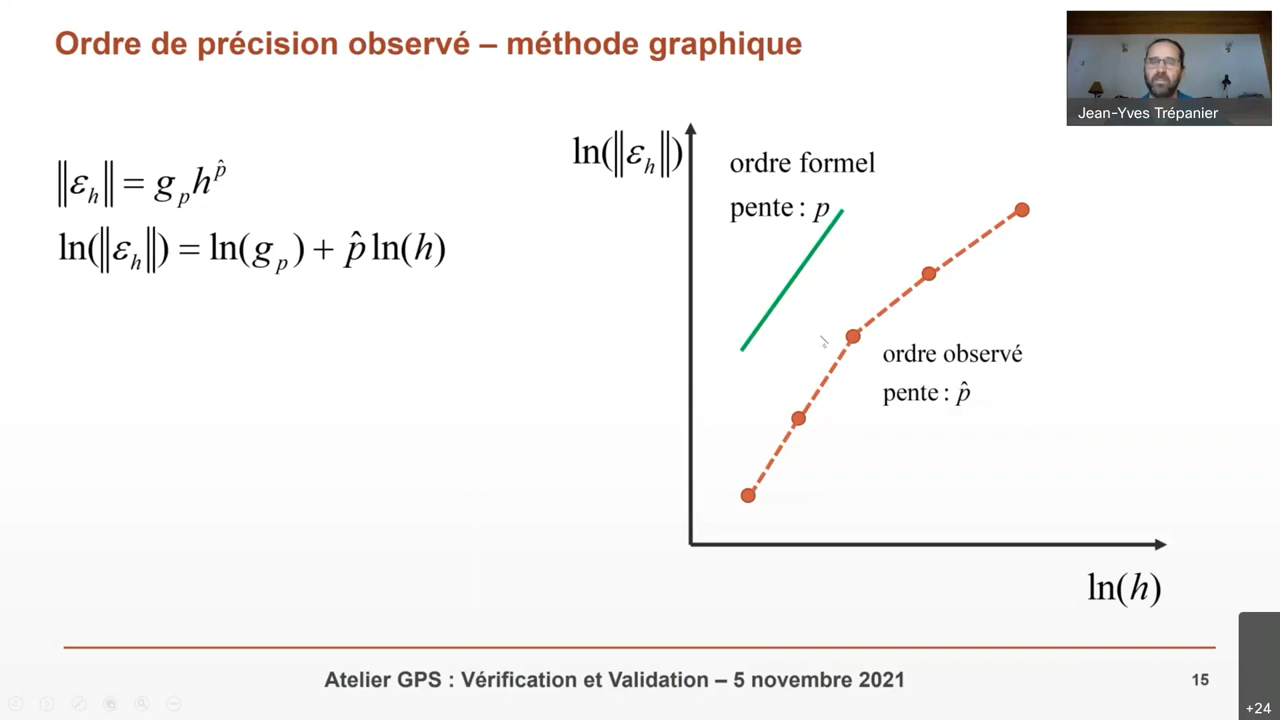 Ordre de précision observé – méthode graphique
Jean-Yves Trépanier
‖ε_h‖ = g_p h^p̂
ln(‖ε_h‖) = ln(g_p) + p̂ ln(h)
ln(‖ε_h‖)
ordre formel
pente : p
ordre observé
pente : p̂
ln(h)
Atelier GPS : Vérification et Validation – 5 novembre 2021
15
+24